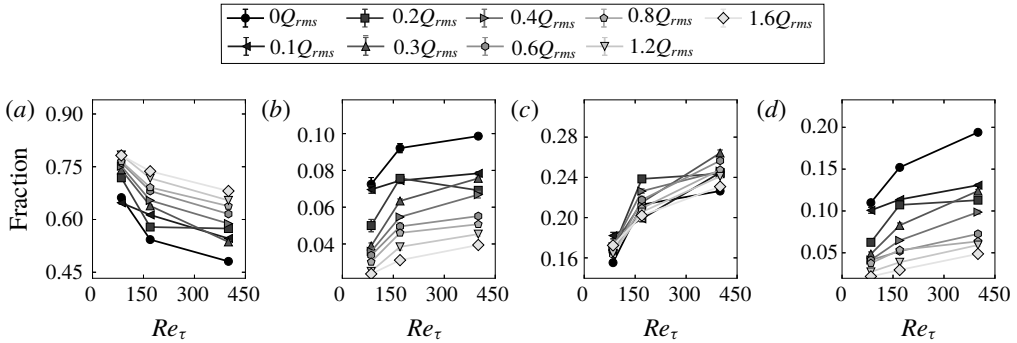 0Q_rms 0.2Q_rms 0.4Q_rms 0.8Q_rms 1.6Q_rms
0.1Q_rms 0.3Q_rms 0.6Q_rms 1.2Q_rms
(a) (b) (c) (d)
Fraction
0.90
0.75
0.60
0.45
0 150 300 450
Re_τ
0.10
0.08
0.06
0.04
0 150 300 450
Re_τ
0.28
0.24
0.20
0.16
0 150 300 450
Re_τ
0.20
0.15
0.10
0.05
0 150 300 450
Re_τ